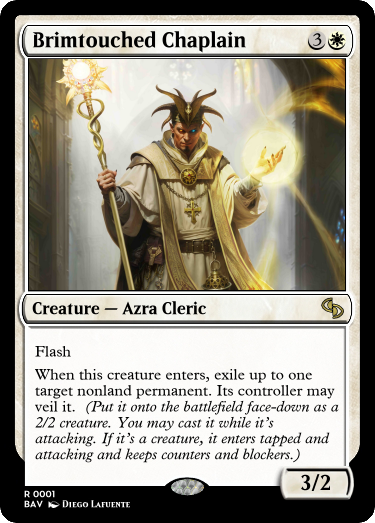 Brimtouched Chaplain 3
Creature — Azra Cleric
Flash
When this creature enters, exile up to one
target nonland permanent. Its controller may
veil it. (Put it onto the battlefield face-down as a
2/2 creature. You may cast it while it's
attacking. If it's a creature, it enters tapped and
attacking and keeps counters and blockers.)
3/2
R 0001
BAV Diego Lafuente